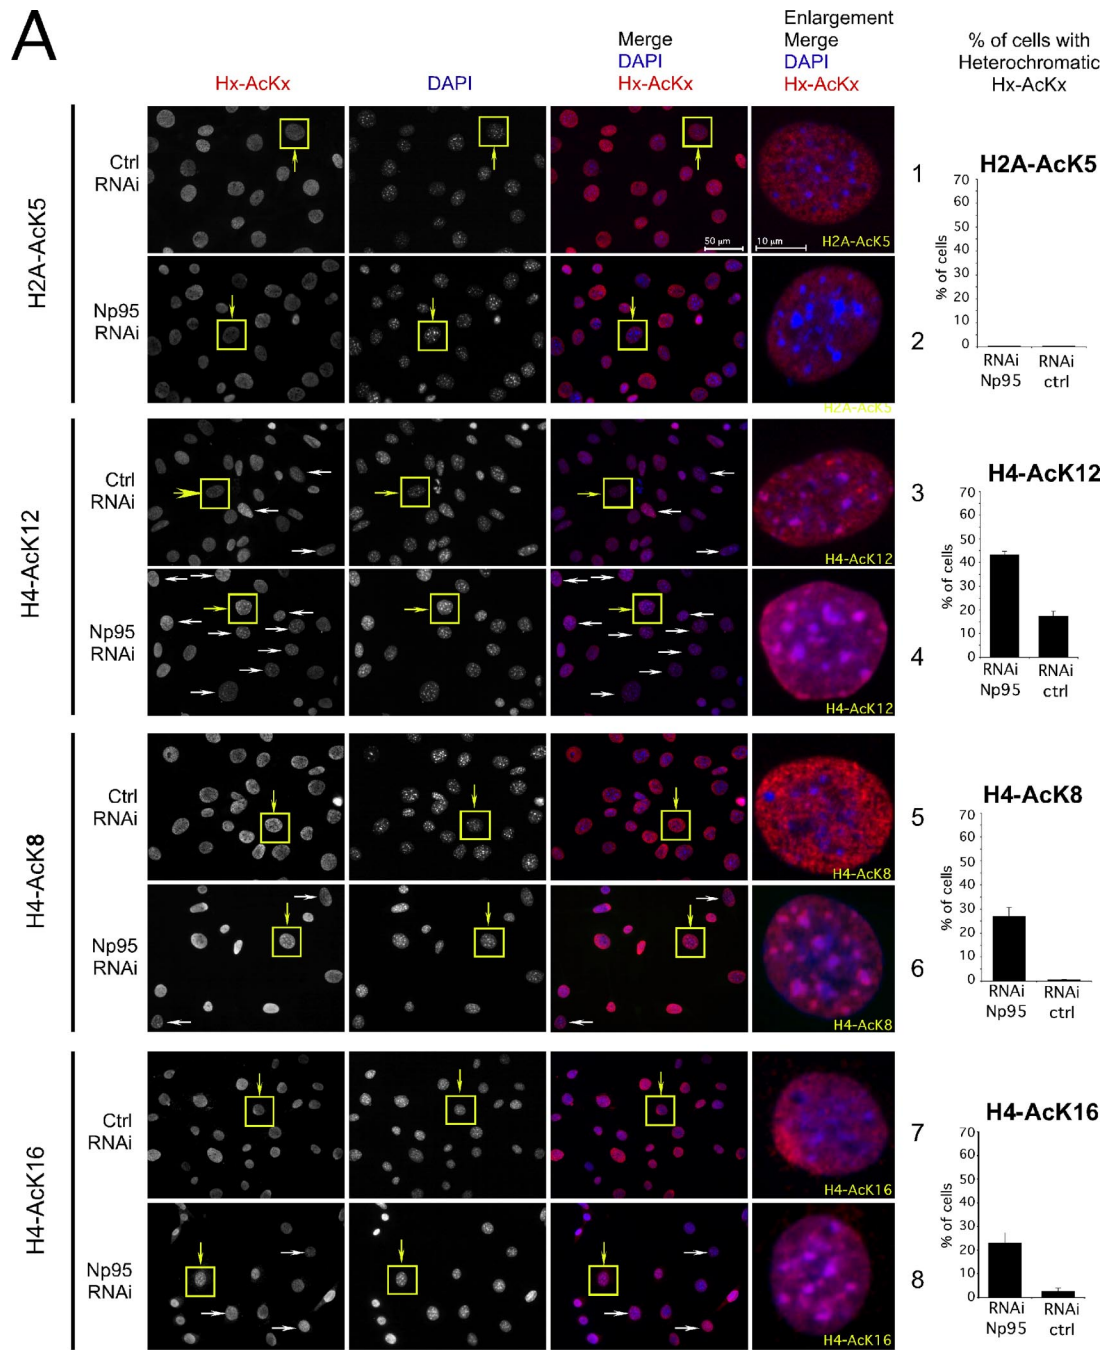 A
Hx-AcKx
DAPI
Merge
DAPI
Hx-AcKx
Enlargement
Merge
DAPI
Hx-AcKx
% of cells with
Heterochromatic
Hx-AcKx
H2A-AcK5
Ctrl
RNAi
50 µm
10 µm
H2A-AcK5
1
Np95
RNAi
H2A-AcK5
2
H2A-AcK5
% of cells
70
60
50
40
30
20
10
0
RNAi
Np95
RNAi
ctrl
H4-AcK12
Ctrl
RNAi
H4-AcK12
3
Np95
RNAi
H4-AcK12
4
H4-AcK12
% of cells
70
60
50
40
30
20
10
0
RNAi
Np95
RNAi
ctrl
H4-AcK8
Ctrl
RNAi
H4-AcK8
5
Np95
RNAi
H4-AcK8
6
H4-AcK8
% of cells
70
60
50
40
30
20
10
0
RNAi
Np95
RNAi
ctrl
H4-AcK16
Ctrl
RNAi
H4-AcK16
7
Np95
RNAi
H4-AcK16
8
H4-AcK16
% of cells
70
60
50
40
30
20
10
0
RNAi
Np95
RNAi
ctrl